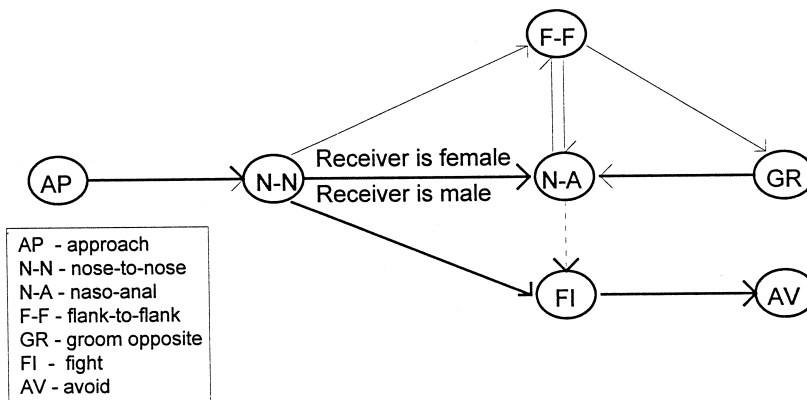 F-F
Receiver is female
AP
N-N
N-A
GR
Receiver is male
AP - approach
N-N - nose-to-nose
N-A - naso-anal
F-F - flank-to-flank
GR - groom opposite
FI - fight
AV - avoid
FI
AV